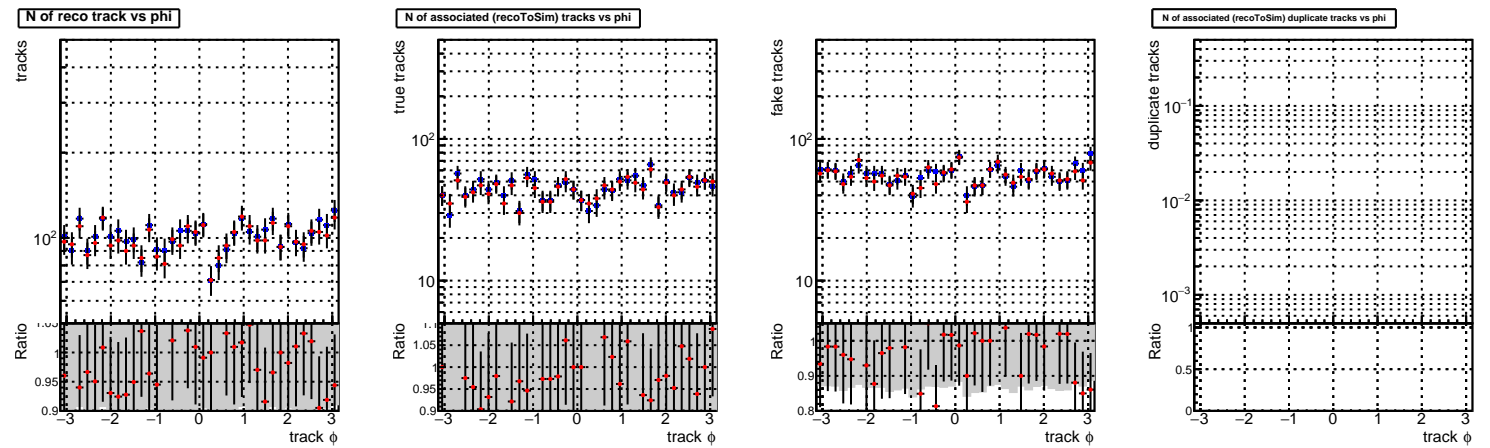 N of reco track vs phi
tracks
10²
Ratio
1.05
1
0.95
0.9
−3 −2 −1 0 1 2 3
track ϕ
N of associated (recoToSim) tracks vs phi
true tracks
10²
10
Ratio
1.1
1.05
1
0.95
0.9
−3 −2 −1 0 1 2 3
track ϕ
fake tracks
10²
10
Ratio
1
0.9
0.8
−3 −2 −1 0 1 2 3
track ϕ
N of associated (recoToSim) duplicate tracks vs phi
duplicate tracks
10⁻¹
10⁻²
10⁻³
Ratio
1
0.5
0
−3 −2 −1 0 1 2 3
track ϕ